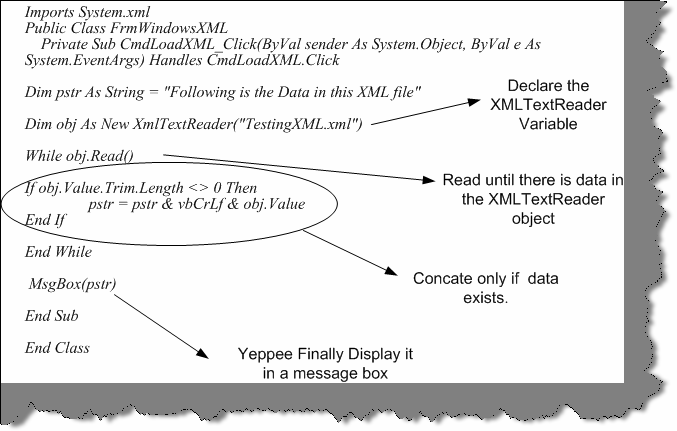 Imports System.xml
Public Class FrmWindowsXML
Private Sub CmdLoadXML_Click(ByVal sender As System.Object, ByVal e As
System.EventArgs) Handles CmdLoadXML.Click
Dim pstr As String = "Following is the Data in this XML file"
Dim obj As New XmlTextReader("TestingXML.xml")
While obj.Read()
If obj.Value.Trim.Length <> 0 Then
pstr = pstr & vbCrLf & obj.Value
End If
End While
MsgBox(pstr)
End Sub
End Class
Declare the
XMLTextReader
Variable
Read until there is data in
the XMLTextReader
object
Concate only if data
exists.
Yeppee Finally Display it
in a message box